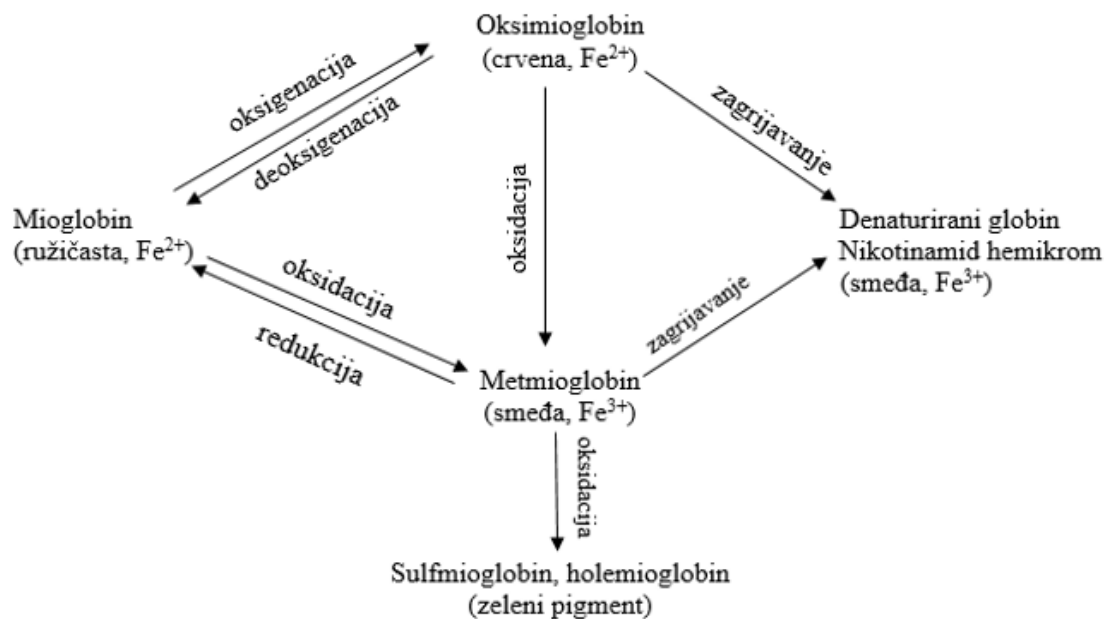 Oksimioglobin
(crvena, Fe²⁺)
oksigenacija
deoksigenacija
zagrijavanje
oksidacija
Mioglobin
(ružičasta, Fe²⁺)
Denaturirani globin
Nikotinamid hemikrom
(smeđa, Fe³⁺)
oksidacija
redukcija
zagrijavanje
Metmioglobin
(smeđa, Fe³⁺)
oksidacija
Sulfmioglobin, holemioglobin
(zeleni pigment)